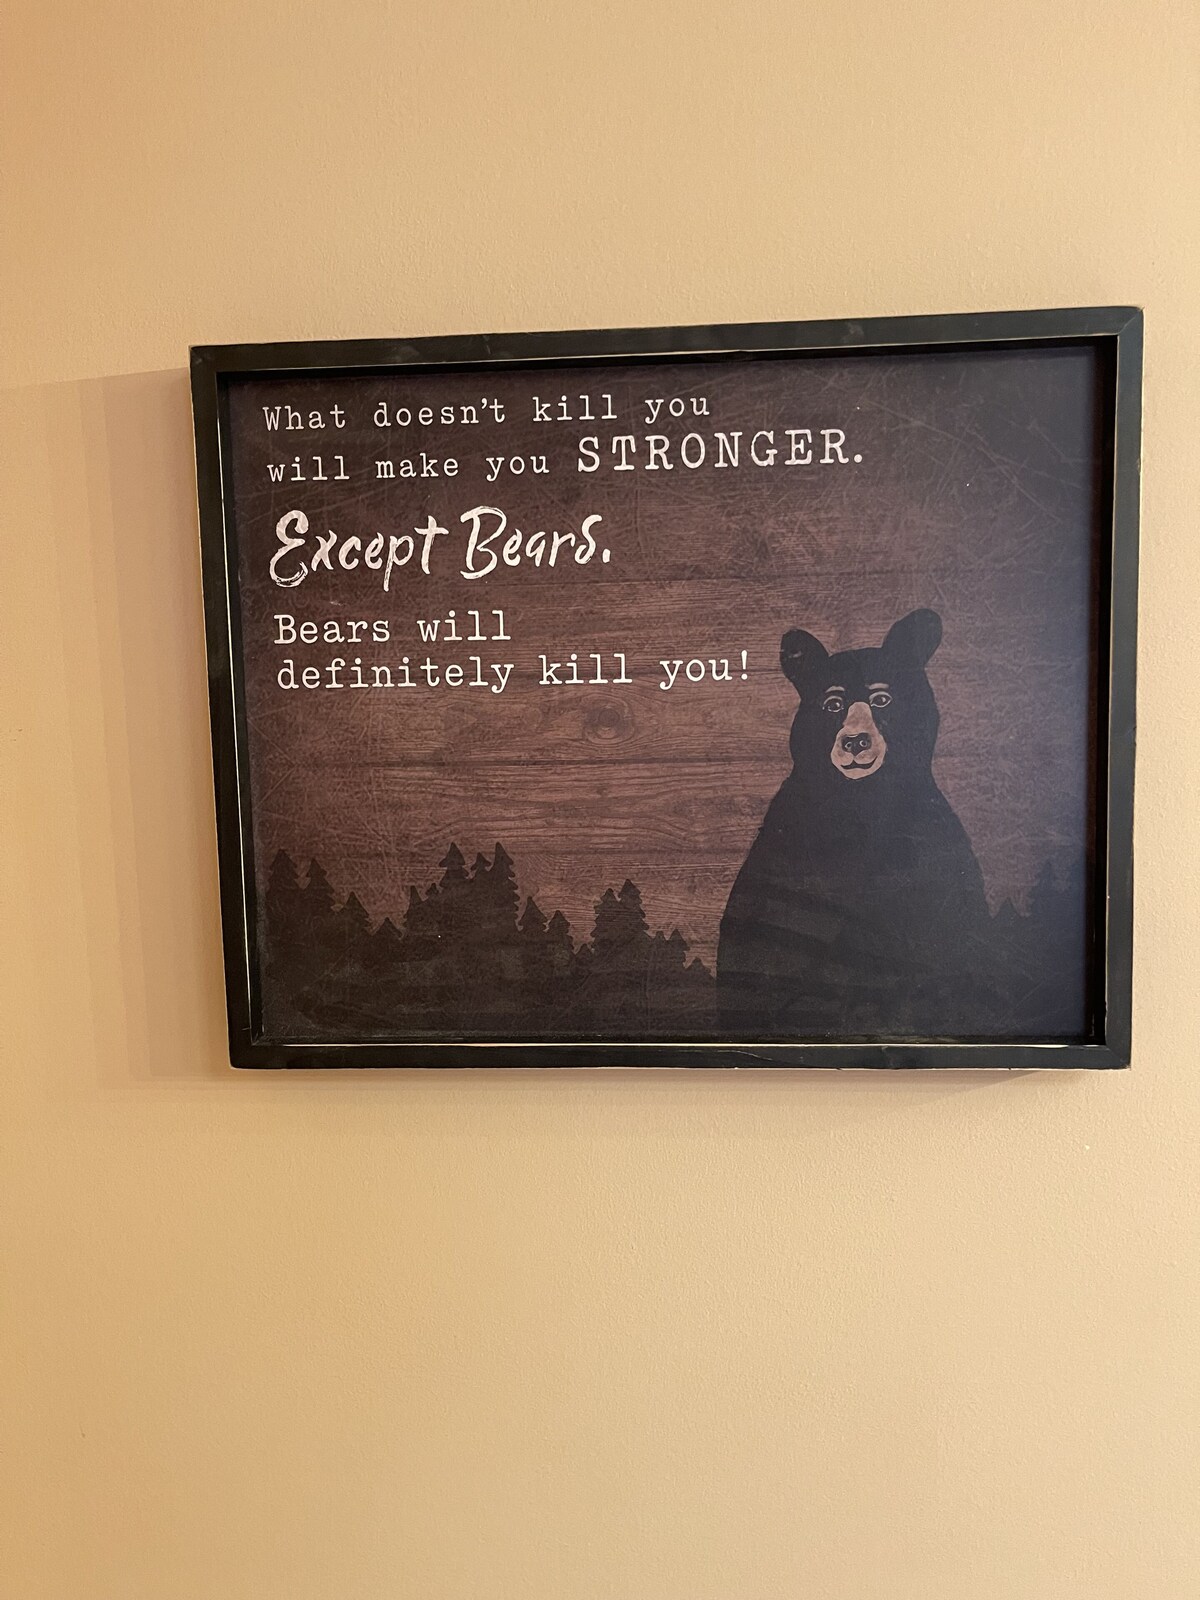 What doesn't kill you
will make you STRONGER.
Except Bears.
Bears will
definitely kill you!